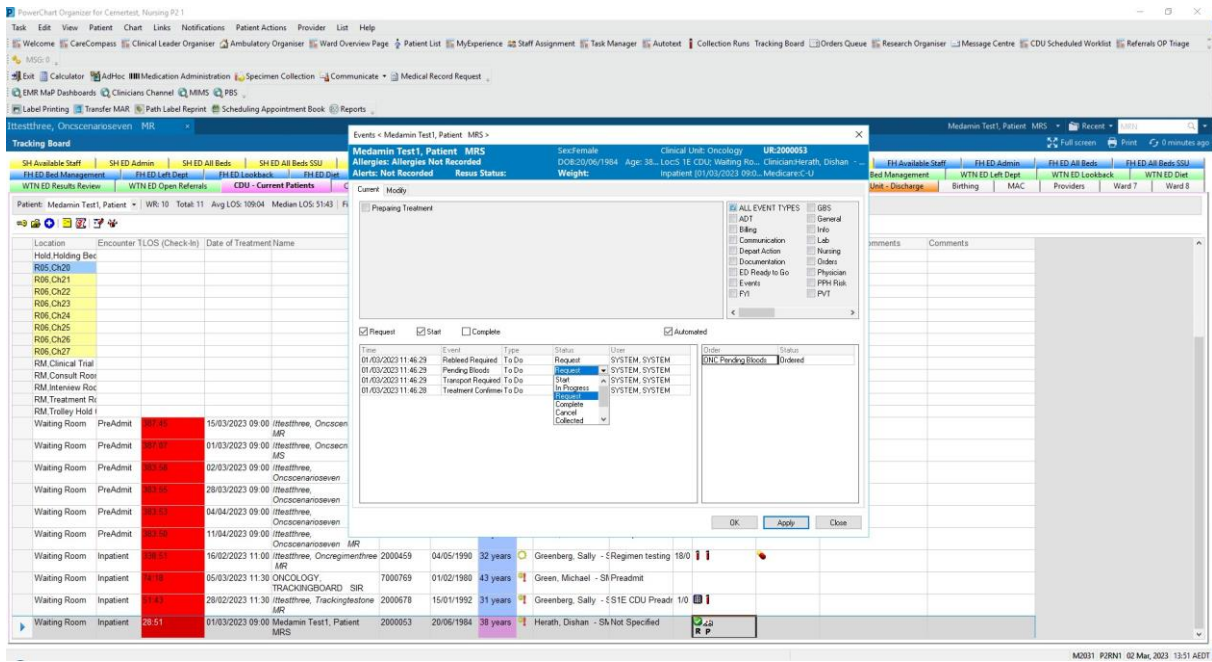 PowerChart Organizer for Cernertest, Nursing P2 1
Task Edit View Patient Chart Links Notifications Patient Actions Provider List Help
Welcome CareCompass Clinical Leader Organiser Ambulatory Organiser Ward Overview Page Patient List MyExperience Staff Assignment Task Manager Autotext Collection Runs Tracking Board Orders Queue Research Organiser Message Centre CDU Scheduled Worklist Referrals OP Triage
MSG: 0
Exit Calculator AdHoc Medication Administration Specimen Collection Communicate Medical Record Request
EMR MaP Dashboards Clinicians Channel MIMS PBS
Label Printing Transfer MAR Path Label Reprint Scheduling Appointment Book Reports
Ittestthree, Oncscenarioseven MR
Medamin Test1, Patient MRS Recent MRN
Tracking Board
Full screen Print 0 minutes ago
SH Available Staff SH ED Admin SH ED All Beds SH ED All Beds SSU FH Available Staff FH ED Admin FH ED All Beds FH ED All Beds SSU
FH ED Bed Management FH ED Left Dept FH ED Lookback FH ED Diet Bed Management WTN ED Left Dept WTN ED Lookback WTN ED Diet
WTN ED Results Review WTN ED Open Referrals CDU - Current Patients Unit - Discharge Birthing MAC Providers Ward 7 Ward 8
Patient: Medamin Test1, Patient WR: 10 Total: 11 Avg LOS: 109:04 Median LOS: 51:43
Location Encounter T LOS (Check-In) Date of Treatment Name omments Comments
Hold,Holding Bec
R05,Ch20
R06,Ch21
R06,Ch22
R06,Ch23
R06,Ch24
R06,Ch25
R06,Ch26
R06,Ch27
RM,Clinical Trial
RM,Consult Roor
RM,Interview Roo
RM,Treatment Ro
RM,Trolley Hold
Waiting Room PreAdmit 15/03/2023 09:00 Ittestthree, Oncscen
MR
Waiting Room PreAdmit 01/03/2023 09:00 Ittestthree, Oncsecn
MS
Waiting Room PreAdmit 02/03/2023 09:00 Ittestthree,
Oncscenarioseven
Waiting Room PreAdmit 28/03/2023 09:00 Ittestthree,
Oncscenarioseven
Waiting Room PreAdmit 04/04/2023 09:00 Ittestthree,
Oncscenarioseven
Waiting Room PreAdmit 11/04/2023 09:00 Ittestthree,
Oncscenarioseven MR
Waiting Room Inpatient 16/02/2023 11:00 Ittestthree, Oncregimenthree 2000459 04/05/1990 32 years Greenberg, Sally - S Regimen testing 18/0
MR
Waiting Room Inpatient 05/03/2023 11:30 ONCOLOGY, 7000769 01/02/1980 43 years Green, Michael - SM Preadmit
TRACKINGBOARD SIR
Waiting Room Inpatient 51:43 28/02/2023 11:30 Ittestthree, Trackingtestone 2000678 15/01/1992 31 years Greenberg, Sally - S S1E CDU Preadr 1/0
MR
Waiting Room Inpatient 28:51 01/03/2023 09:00 Medamin Test1, Patient 2000053 20/06/1984 38 years Herath, Dishan - SM Not Specified R P
MRS
Events < Medamin Test1, Patient MRS >
Medamin Test1, Patient MRS Sex:Female Clinical Unit: Oncology UR:2000053
Allergies: Allergies Not Recorded DOB:20/06/1984 Age: 38... Loc:S 1E CDU; Waiting Ro... Clinician:Herath, Dishan - ...
Alerts: Not Recorded Resus Status: Weight: Inpatient [01/03/2023 09:0... Medicare:C-U
Current Modify
Preparing Treatment
ALL EVENT TYPES GBS
ADT General
Billing Info
Communication Lab
Depart Action Nursing
Documentation Orders
ED Ready to Go Physician
Events PPH Risk
FYI PVT
Request Start Complete Automated
Time Event Type Status User Order Status
01/03/2023 11:46:29 Rebleed Required To Do Request SYSTEM, SYSTEM ONC Pending Bloods Ordered
01/03/2023 11:46:29 Pending Bloods To Do Request SYSTEM, SYSTEM
01/03/2023 11:46:29 Transport Required To Do Start SYSTEM, SYSTEM
01/03/2023 11:46:28 Treatment Confirme To Do In Progress SYSTEM, SYSTEM
Request
Complete
Cancel
Collected
OK Apply Close
M2031 P2RN1 02 Mar, 2023 13:51 AEDT